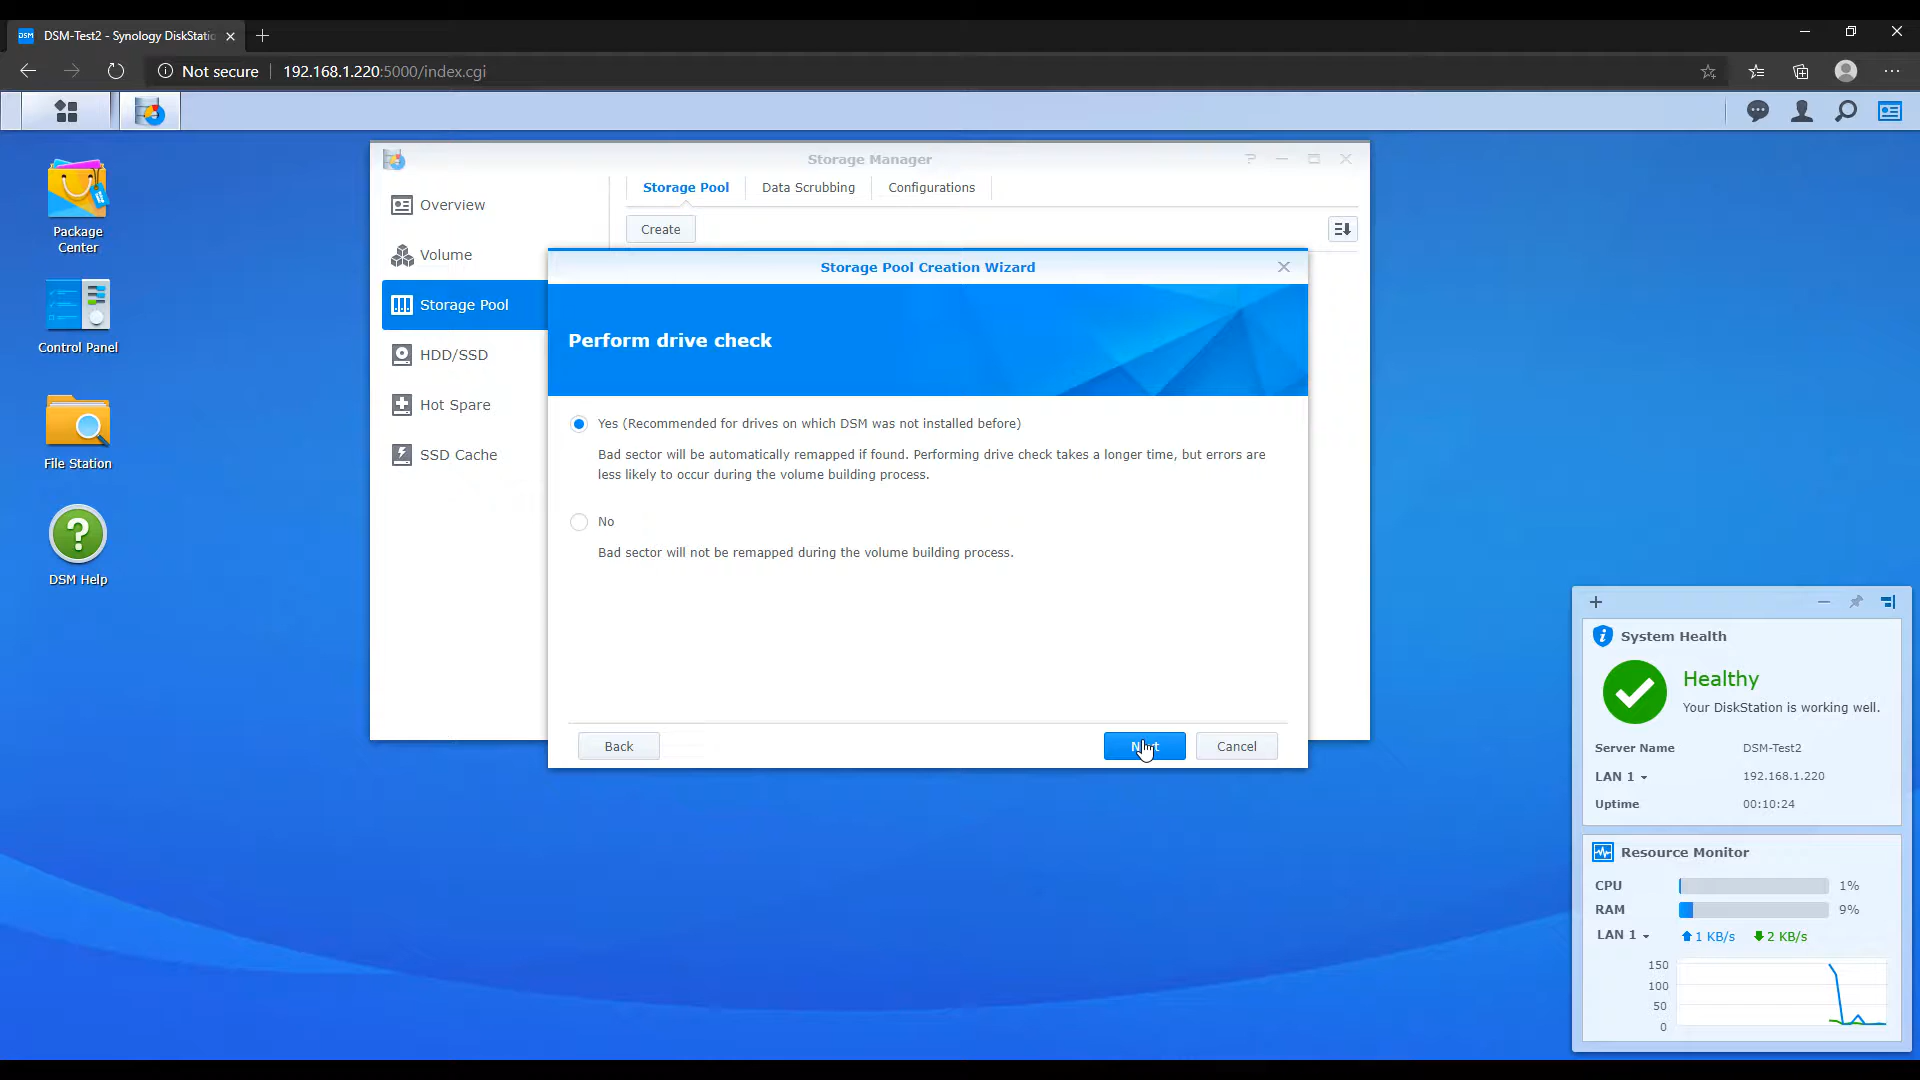 DSM-Test2 - Synology DiskStatio
Not secure
192.168.1.220:5000/index.cgi
Package
Center
Control Panel
File Station
DSM Help
Storage Manager
Overview
Volume
Storage Pool
HDD/SSD
Hot Spare
SSD Cache
Storage Pool
Data Scrubbing
Configurations
Create
Storage Pool Creation Wizard
Perform drive check
Yes (Recommended for drives on which DSM was not installed before)
Bad sector will be automatically remapped if found. Performing drive check takes a longer time, but errors are
less likely to occur during the volume building process.
No
Bad sector will not be remapped during the volume building process.
Back
Next
Cancel
System Health
Healthy
Your DiskStation is working well.
Server Name DSM-Test2
LAN 1 192.168.1.220
Uptime 00:10:24
Resource Monitor
CPU 1%
RAM 9%
LAN 1 1 KB/s 2 KB/s
150
100
50
0